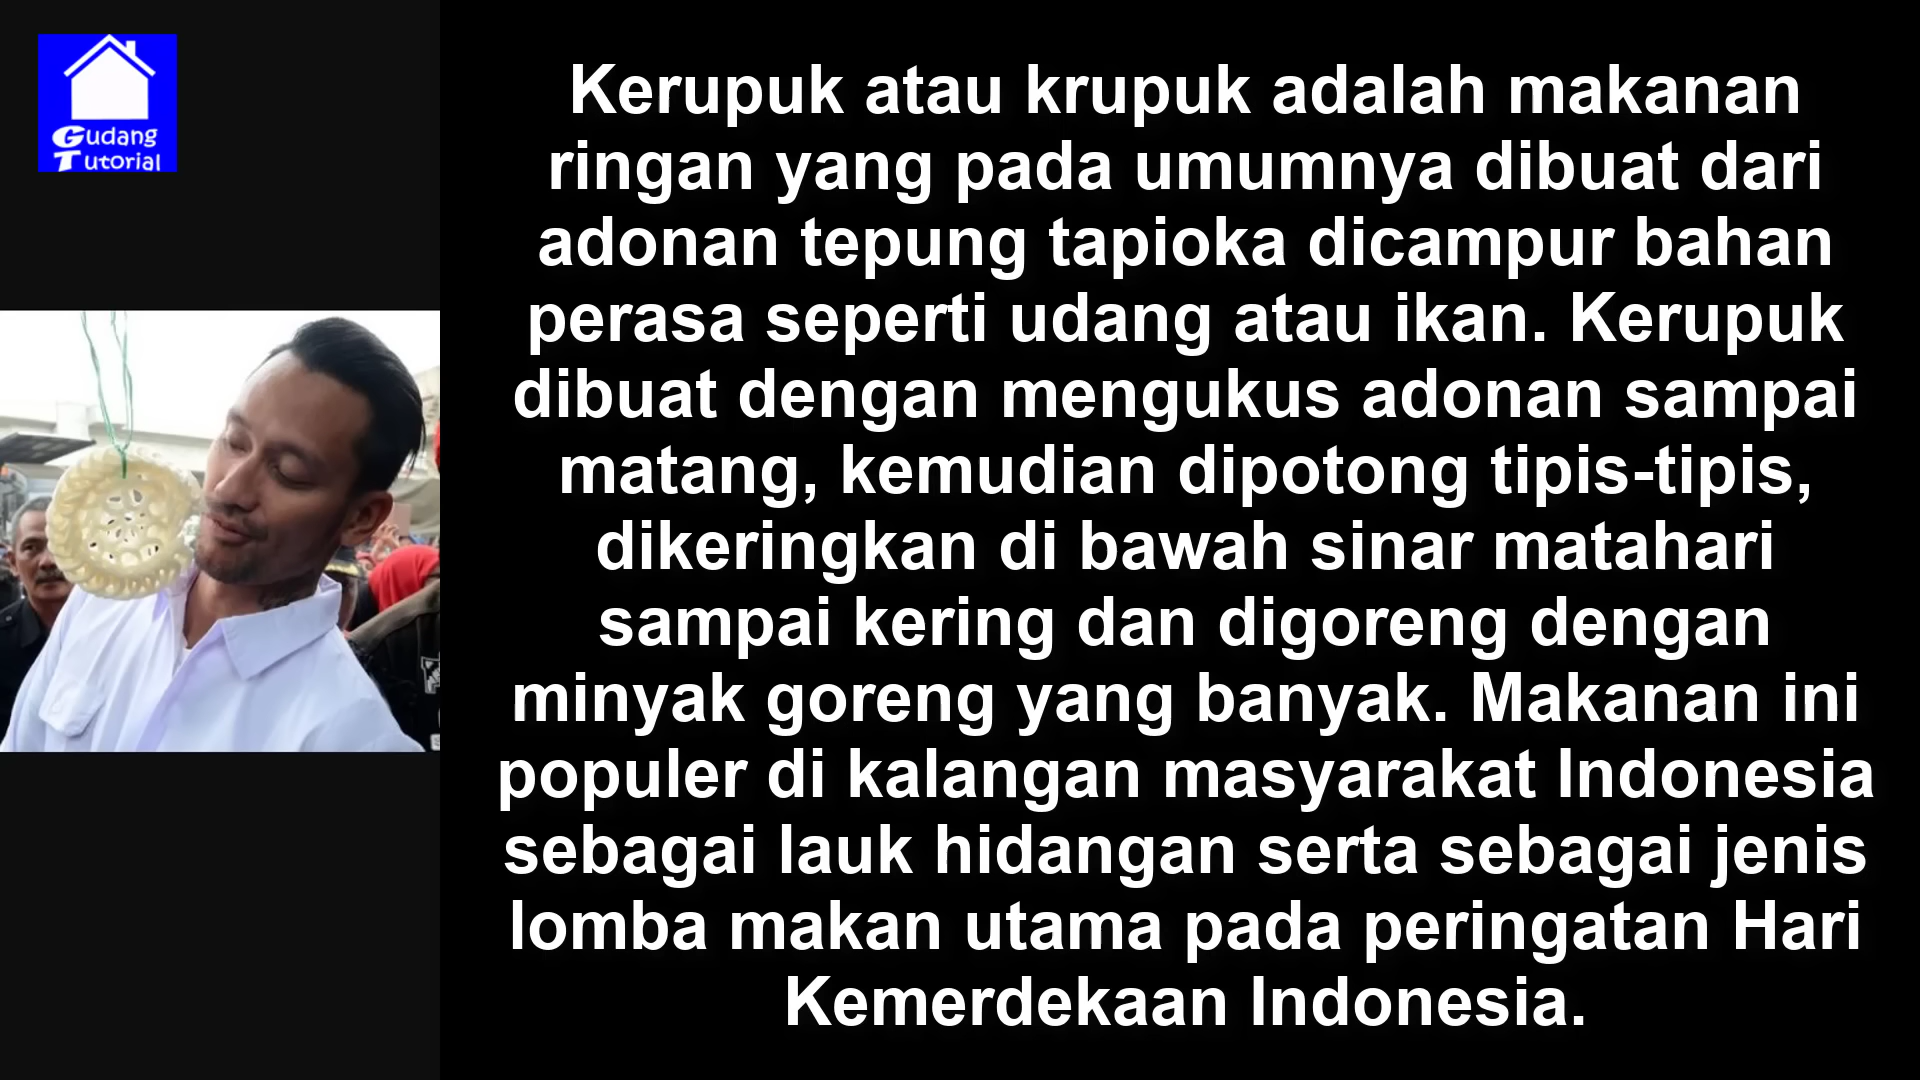 Gudang
Tutorial
Kerupuk atau krupuk adalah makanan
ringan yang pada umumnya dibuat dari
adonan tepung tapioka dicampur bahan
perasa seperti udang atau ikan. Kerupuk
dibuat dengan mengukus adonan sampai
matang, kemudian dipotong tipis-tipis,
dikeringkan di bawah sinar matahari
sampai kering dan digoreng dengan
minyak goreng yang banyak. Makanan ini
populer di kalangan masyarakat Indonesia
sebagai lauk hidangan serta sebagai jenis
lomba makan utama pada peringatan Hari
Kemerdekaan Indonesia.